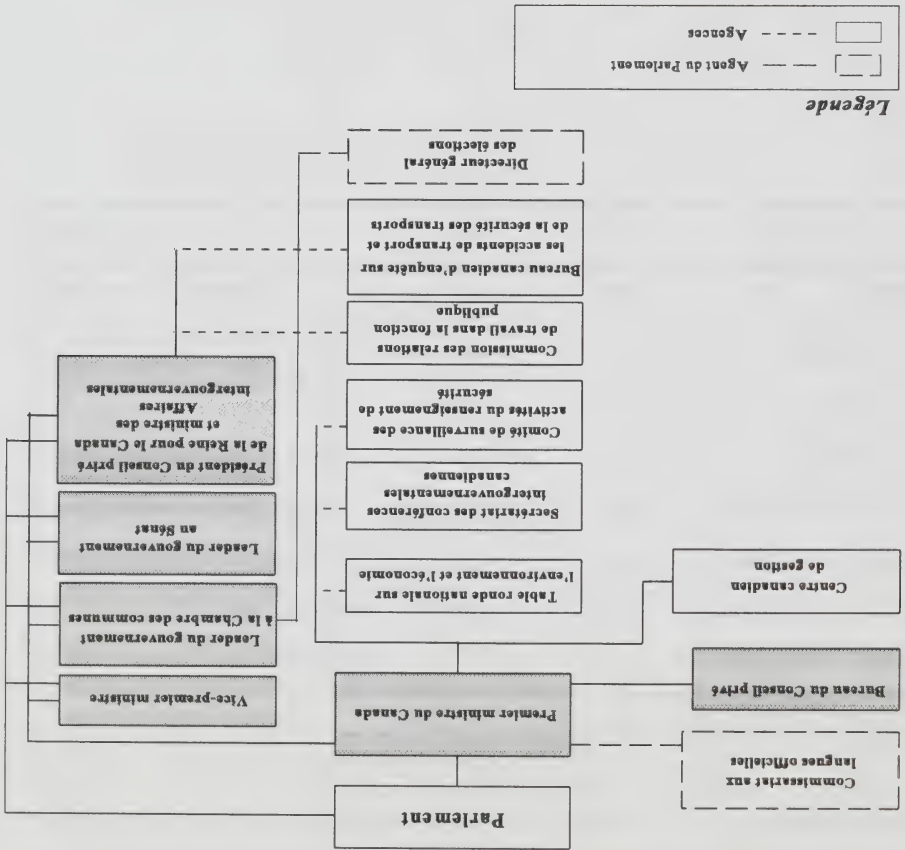 Parlement
Commissariat aux
langues officielles
Premier ministre du Canada
Bureau du Conseil privé
Vice-premier ministre
Leader du gouvernement
à la Chambre des communes
Leader du gouvernement
au Sénat
Président du Conseil privé
de la Reine pour le Canada
et ministre des
Affaires
intergouvernementales
Centre canadien
de gestion
Table ronde nationale sur
l'environnement et l'économie
Secrétariat des conférences
intergouvernementales
canadiennes
Comité de surveillance des
activités du renseignement de
sécurité
Commission des relations
de travail dans la fonction
publique
Bureau canadien d'enquête sur
les accidents de transport et
de la sécurité des transports
Directeur général
des élections
Légende
Agent du Parlement
Agences